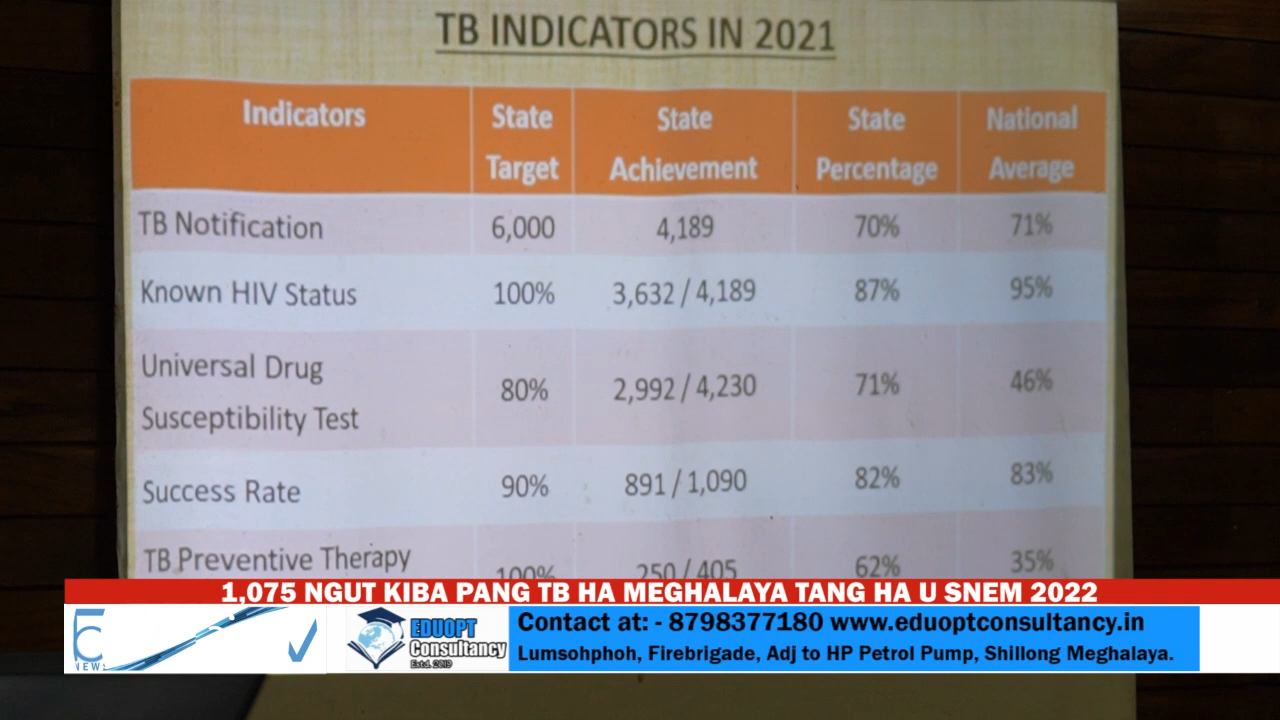 TB INDICATORS IN 2021
Indicators State Target State Achievement State Percentage National Average
TB Notification 6,000 4,189 70% 71%
Known HIV Status 100% 3,632 / 4,189 87% 95%
Universal Drug Susceptibility Test 80% 2,992 / 4,230 71% 46%
Success Rate 90% 891 / 1,090 82% 83%
TB Preventive Therapy 100% 250 / 405 62% 35%
1,075 NGUT KIBA PANG TB HA MEGHALAYA TANG HA U SNEM 2022
NEWS
EDUOPT
Consultancy
Estd. 2019
Contact at: - 8798377180 www.eduoptconsultancy.in
Lumsohphoh, Firebrigade, Adj to HP Petrol Pump, Shillong Meghalaya.